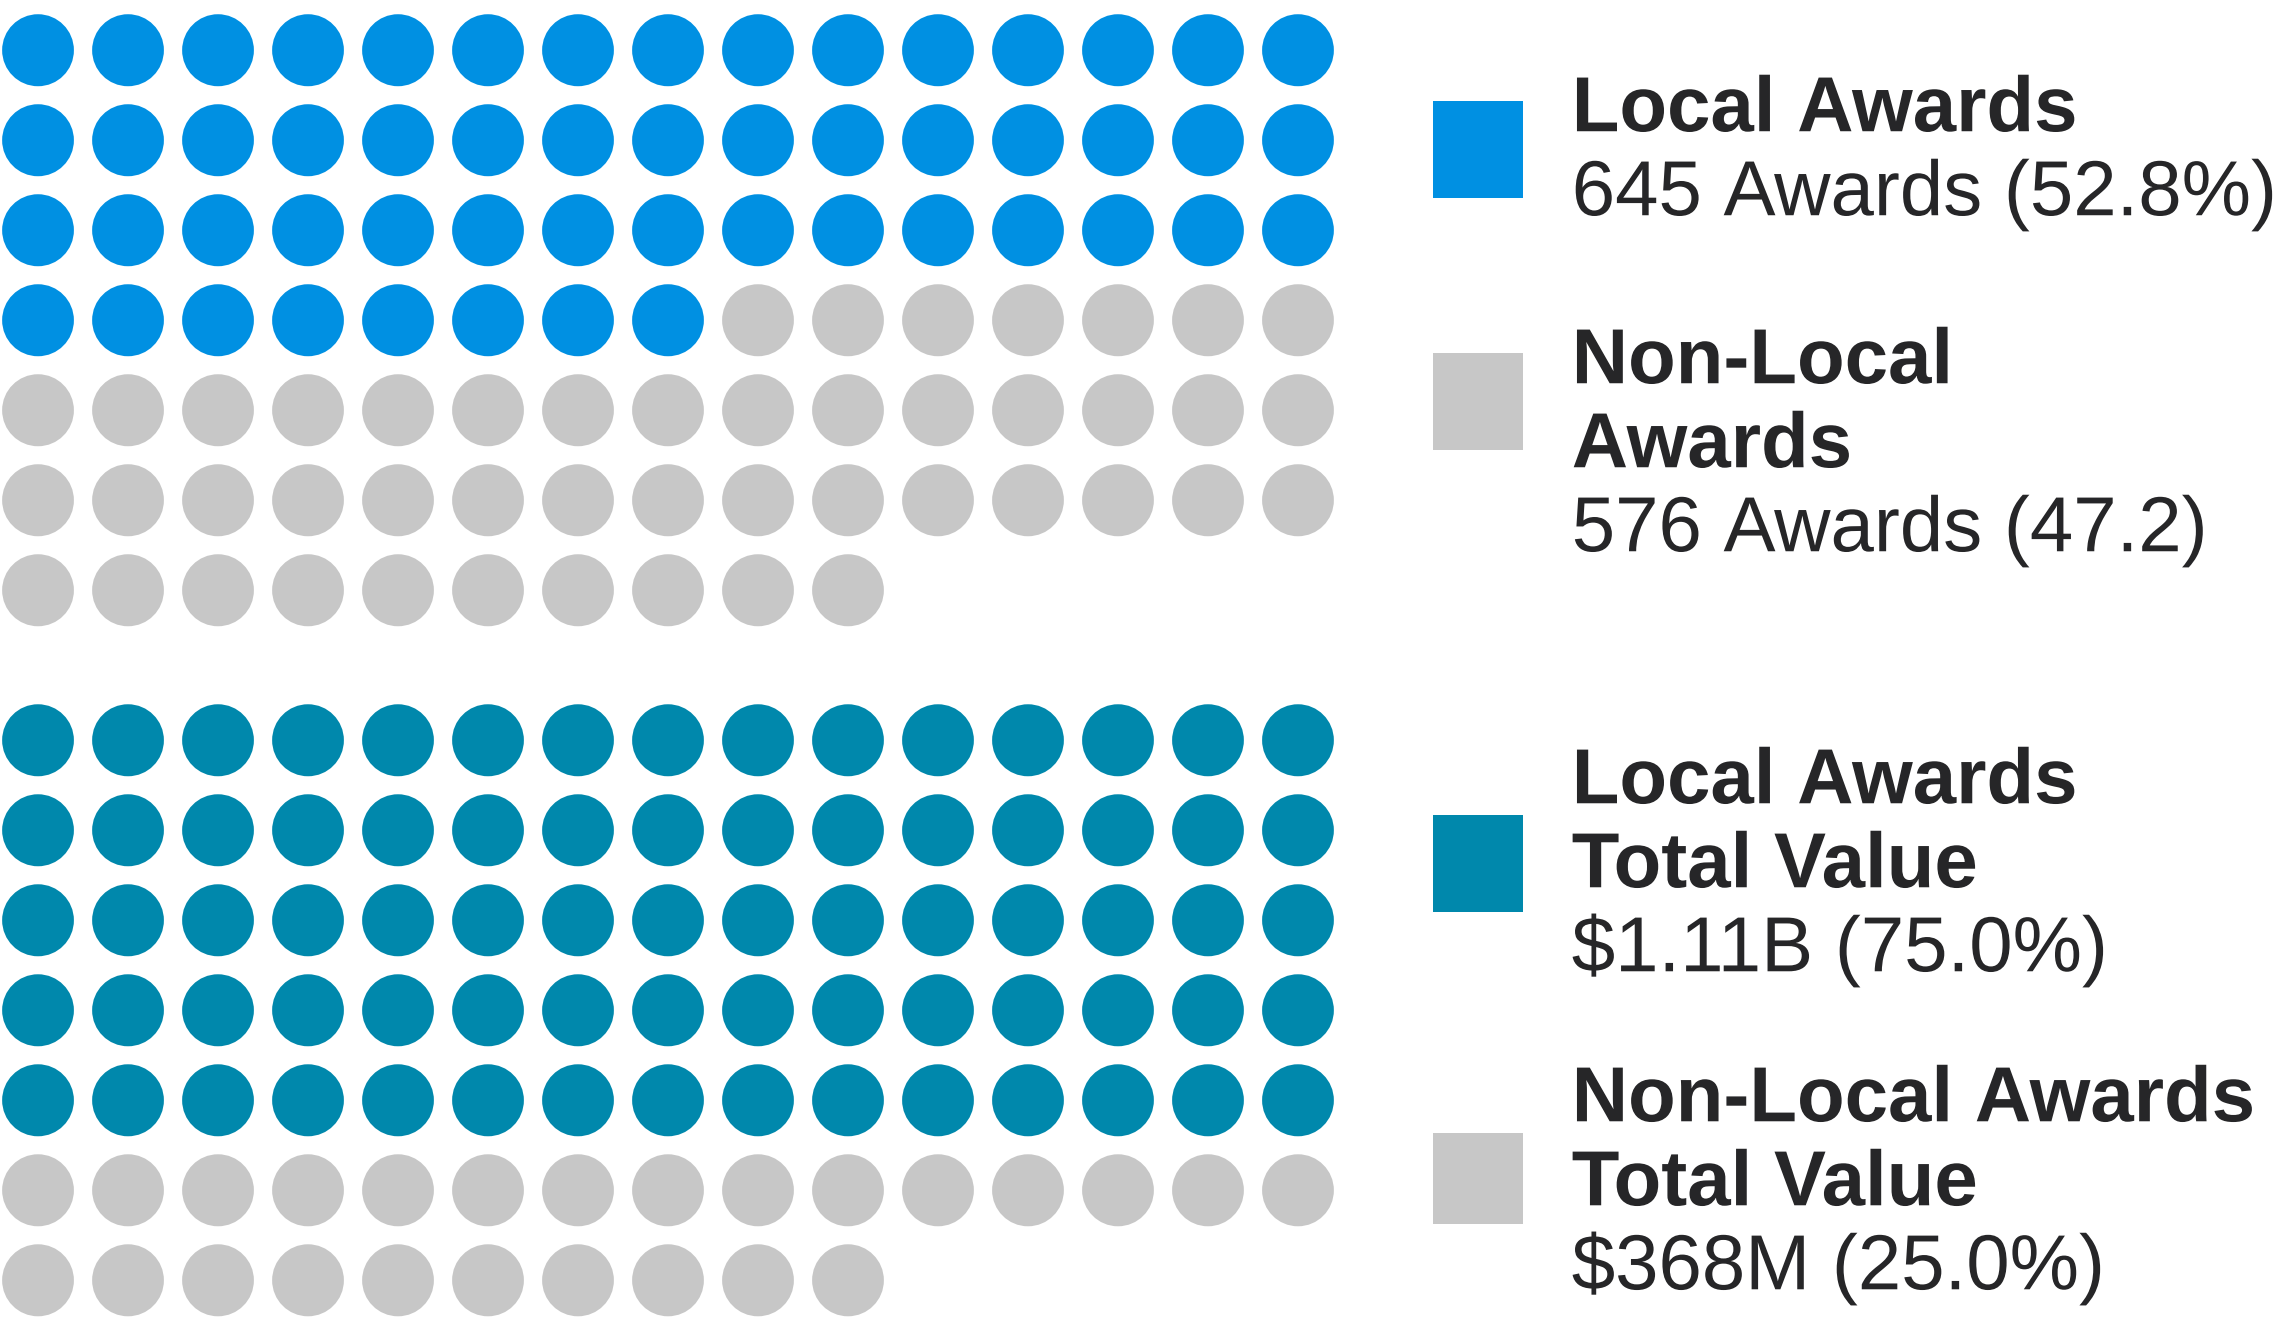 Local Awards
645 Awards (52.8%)
Non-Local
Awards
576 Awards (47.2)
Local Awards
Total Value
$1.11B (75.0%)
Non-Local Awards
Total Value
$368M (25.0%)